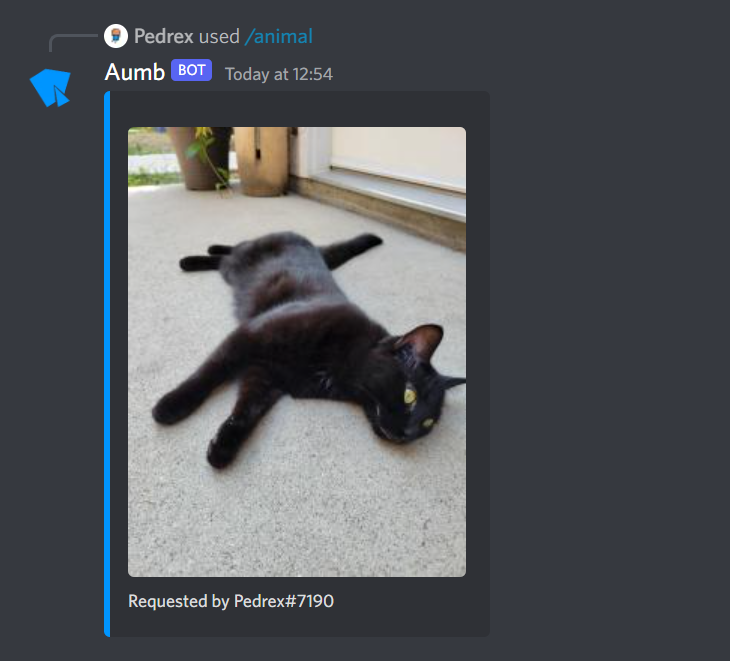 Pedrex used /animal
Aumb BOT Today at 12:54
Requested by Pedrex#7190